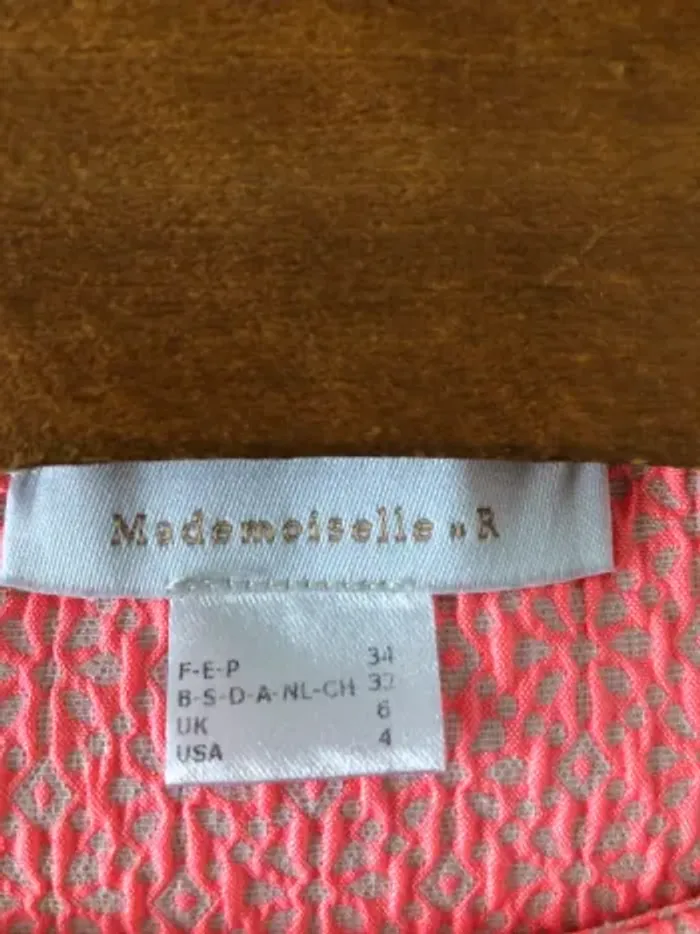 Mademoiselle » R
F-E-P 34
B-S-D-A-NL-CH 32
UK 6
USA 4